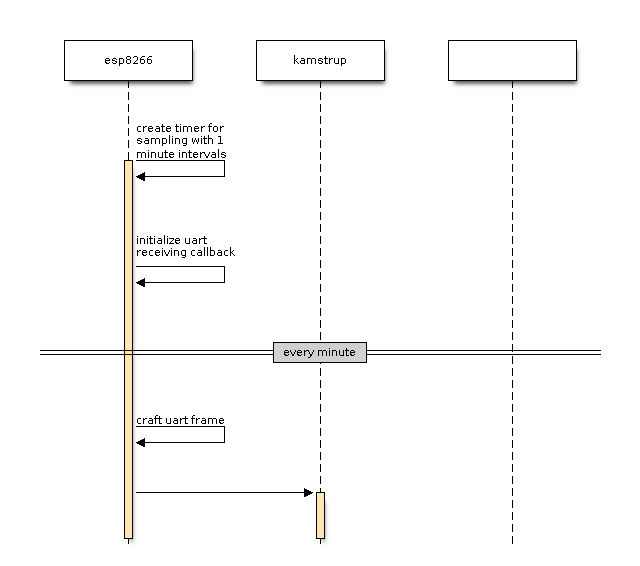 esp8266
kamstrup
create timer for
sampling with 1
minute intervals
initialize uart
receiving callback
every minute
craft uart frame